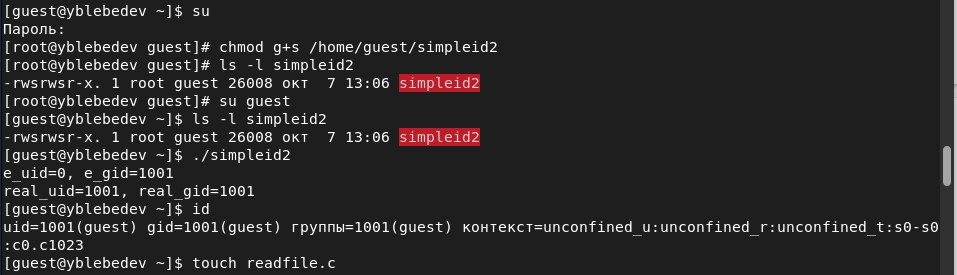 [guest@yblebedev ~]$ su
Пароль:
[root@yblebedev guest]# chmod g+s /home/guest/simpleid2
[root@yblebedev guest]# ls -l simpleid2
-rwsrwsr-x. 1 root guest 26008 окт  7 13:06 simpleid2
[root@yblebedev guest]# su guest
[guest@yblebedev ~]$ ls -l simpleid2
-rwsrwsr-x. 1 root guest 26008 окт  7 13:06 simpleid2
[guest@yblebedev ~]$ ./simpleid2
e_uid=0, e_gid=1001
real_uid=1001, real_gid=1001
[guest@yblebedev ~]$ id
uid=1001(guest) gid=1001(guest) группы=1001(guest) контекст=unconfined_u:unconfined_r:unconfined_t:s0-s0
:c0.c1023
[guest@yblebedev ~]$ touch readfile.c